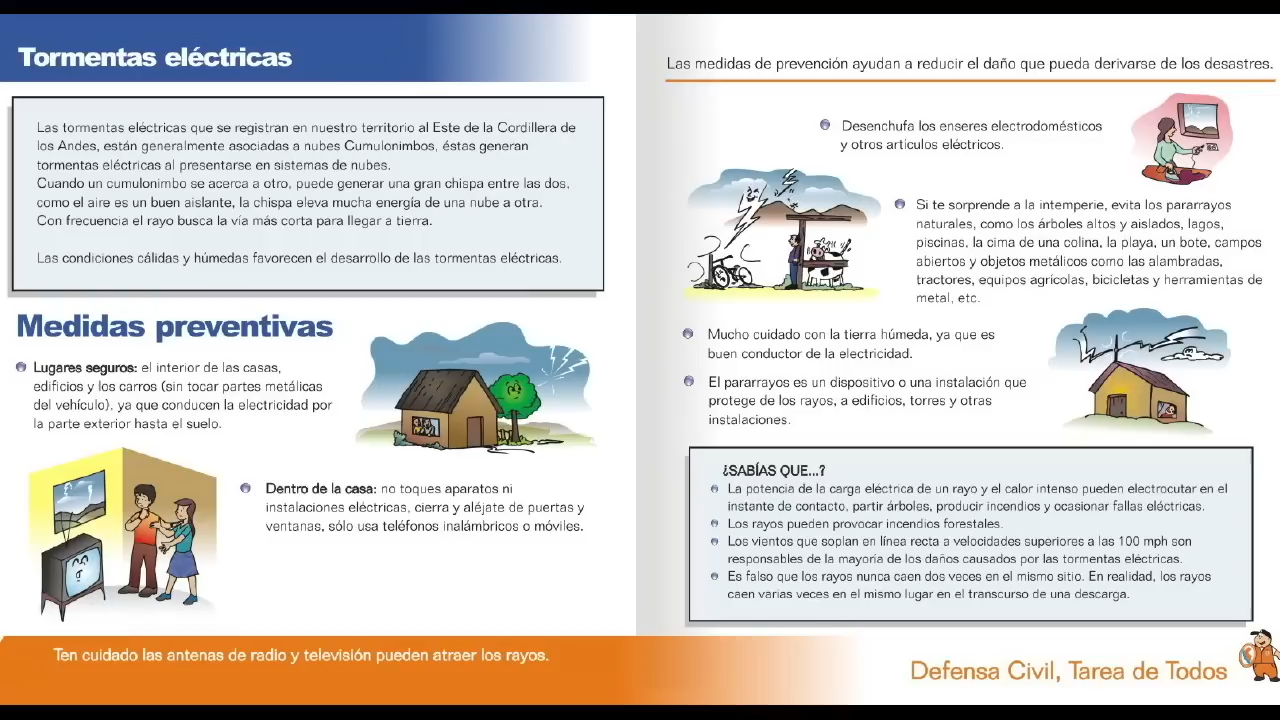 Tormentas eléctricas
Las tormentas eléctricas que se registran en nuestro territorio al Este de la Cordillera de
los Andes, están generalmente asociadas a nubes Cumulonimbos, éstas generan
tormentas eléctricas al presentarse en sistemas de nubes.
Cuando un cumulonimbo se acerca a otro, puede generar una gran chispa entre las dos,
como el aire es un buen aislante, la chispa eleva mucha energía de una nube a otra.
Con frecuencia el rayo busca la vía más corta para llegar a tierra.
Las condiciones cálidas y húmedas favorecen el desarrollo de las tormentas eléctricas.
Medidas preventivas
Lugares seguros: el interior de las casas,
edificios y los carros (sin tocar partes metálicas
del vehículo), ya que conducen la electricidad por
la parte exterior hasta el suelo.
Dentro de la casa: no toques aparatos ni
instalaciones eléctricas, cierra y aléjate de puertas y
ventanas, sólo usa teléfonos inalámbricos o móviles.
Ten cuidado las antenas de radio y televisión pueden atraer los rayos.
Las medidas de prevención ayudan a reducir el daño que pueda derivarse de los desastres.
Desenchufa los enseres electrodomésticos
y otros artículos eléctricos.
Si te sorprende a la intemperie, evita los pararrayos
naturales, como los árboles altos y aislados, lagos,
piscinas, la cima de una colina, la playa, un bote, campos
abiertos y objetos metálicos como las alambradas,
tractores, equipos agrícolas, bicicletas y herramientas de
metal, etc.
Mucho cuidado con la tierra húmeda, ya que es
buen conductor de la electricidad.
El pararrayos es un dispositivo o una instalación que
protege de los rayos, a edificios, torres y otras
instalaciones.
¿SABÍAS QUE...?
La potencia de la carga eléctrica de un rayo y el calor intenso pueden electrocutar en el
instante de contacto, partir árboles, producir incendios y ocasionar fallas eléctricas.
Los rayos pueden provocar incendios forestales.
Los vientos que soplan en línea recta a velocidades superiores a las 100 mph son
responsables de la mayoría de los daños causados por las tormentas eléctricas.
Es falso que los rayos nunca caen dos veces en el mismo sitio. En realidad, los rayos
caen varias veces en el mismo lugar en el transcurso de una descarga.
Defensa Civil, Tarea de Todos